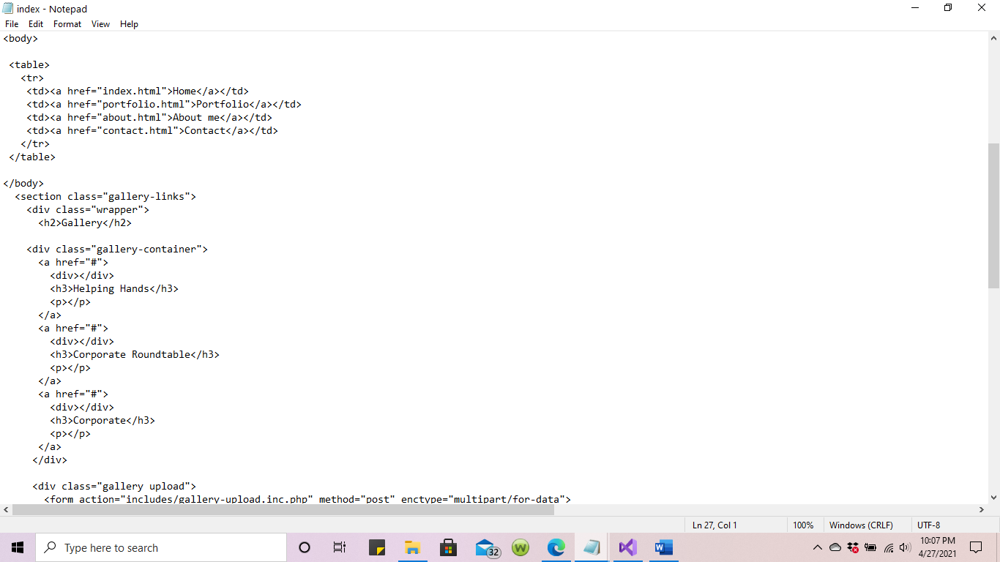 index - Notepad
File Edit Format View Help
<body>
<table>
<tr>
<td><a href="index.html">Home</a></td>
<td><a href="portfolio.html">Portfolio</a></td>
<td><a href="about.html">About me</a></td>
<td><a href="contact.html">Contact</a></td>
</tr>
</table>
</body>
<section class="gallery-links">
<div class="wrapper">
<h2>Gallery</h2>
<div class="gallery-container">
<a href="#">
<div></div>
<h3>Helping Hands</h3>
<p></p>
</a>
<a href="#">
<div></div>
<h3>Corporate Roundtable</h3>
<p></p>
</a>
<a href="#">
<div></div>
<h3>Corporate</h3>
<p></p>
</a>
</div>
<div class="gallery upload">
<form action="includes/gallery-upload.inc.php" method="post" enctype="multipart/for-data">
Ln 27, Col 1 100% Windows (CRLF) UTF-8
Type here to search 32 W W 10:07 PM
4/27/2021